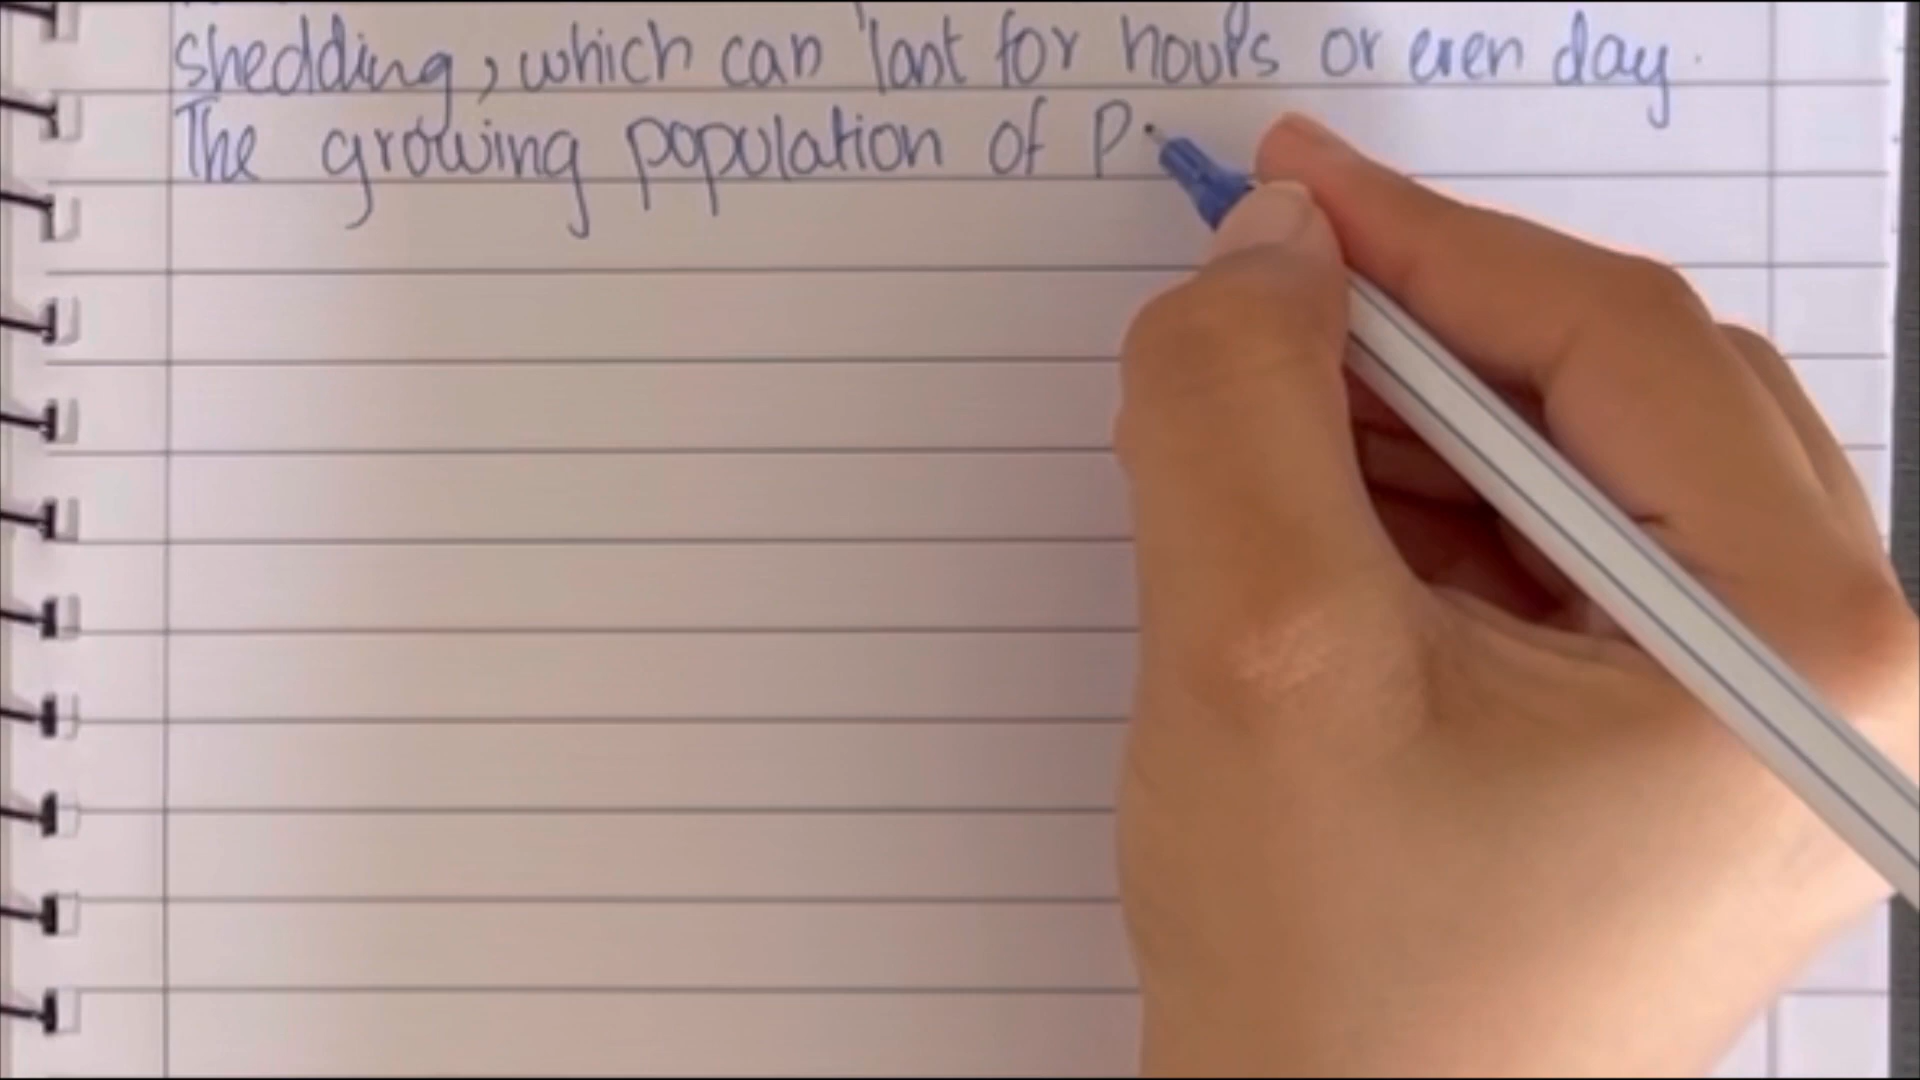 shedding, which can last for hours or even day.
The growing population of P